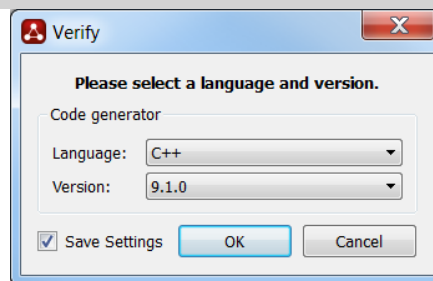 Verify
Please select a language and version.
Code generator
Language: C++
Version: 9.1.0
Save Settings OK Cancel